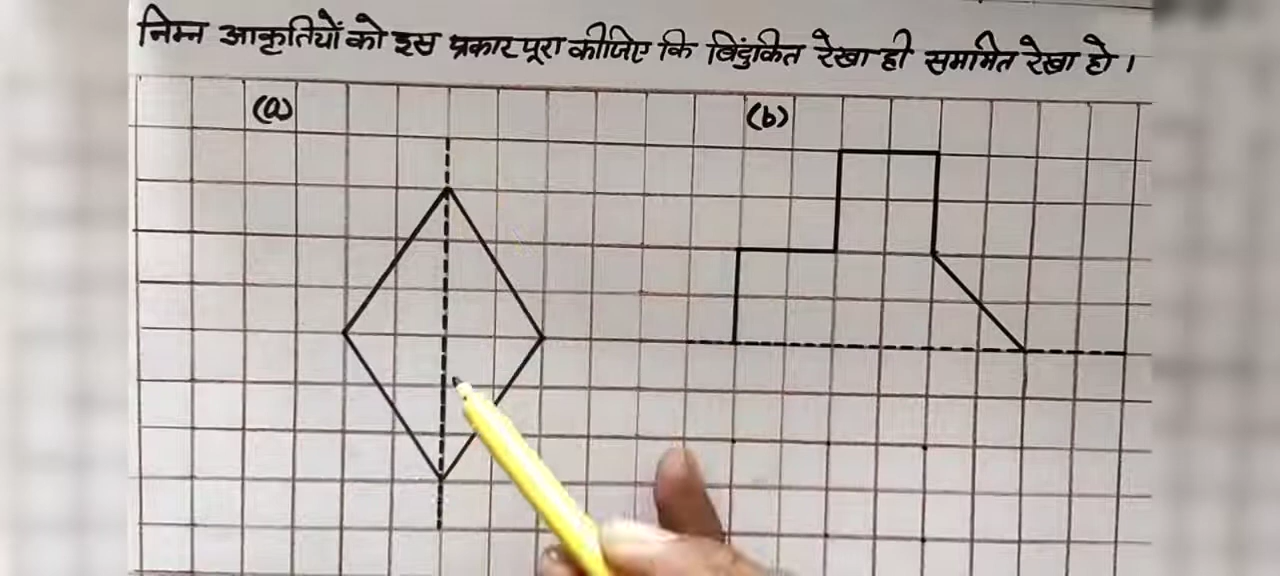 निम्न आकृतियों को इस प्रकार पूरा कीजिए कि बिंदुकित रेखा ही सममित रेखा हो ।
(a) (b)